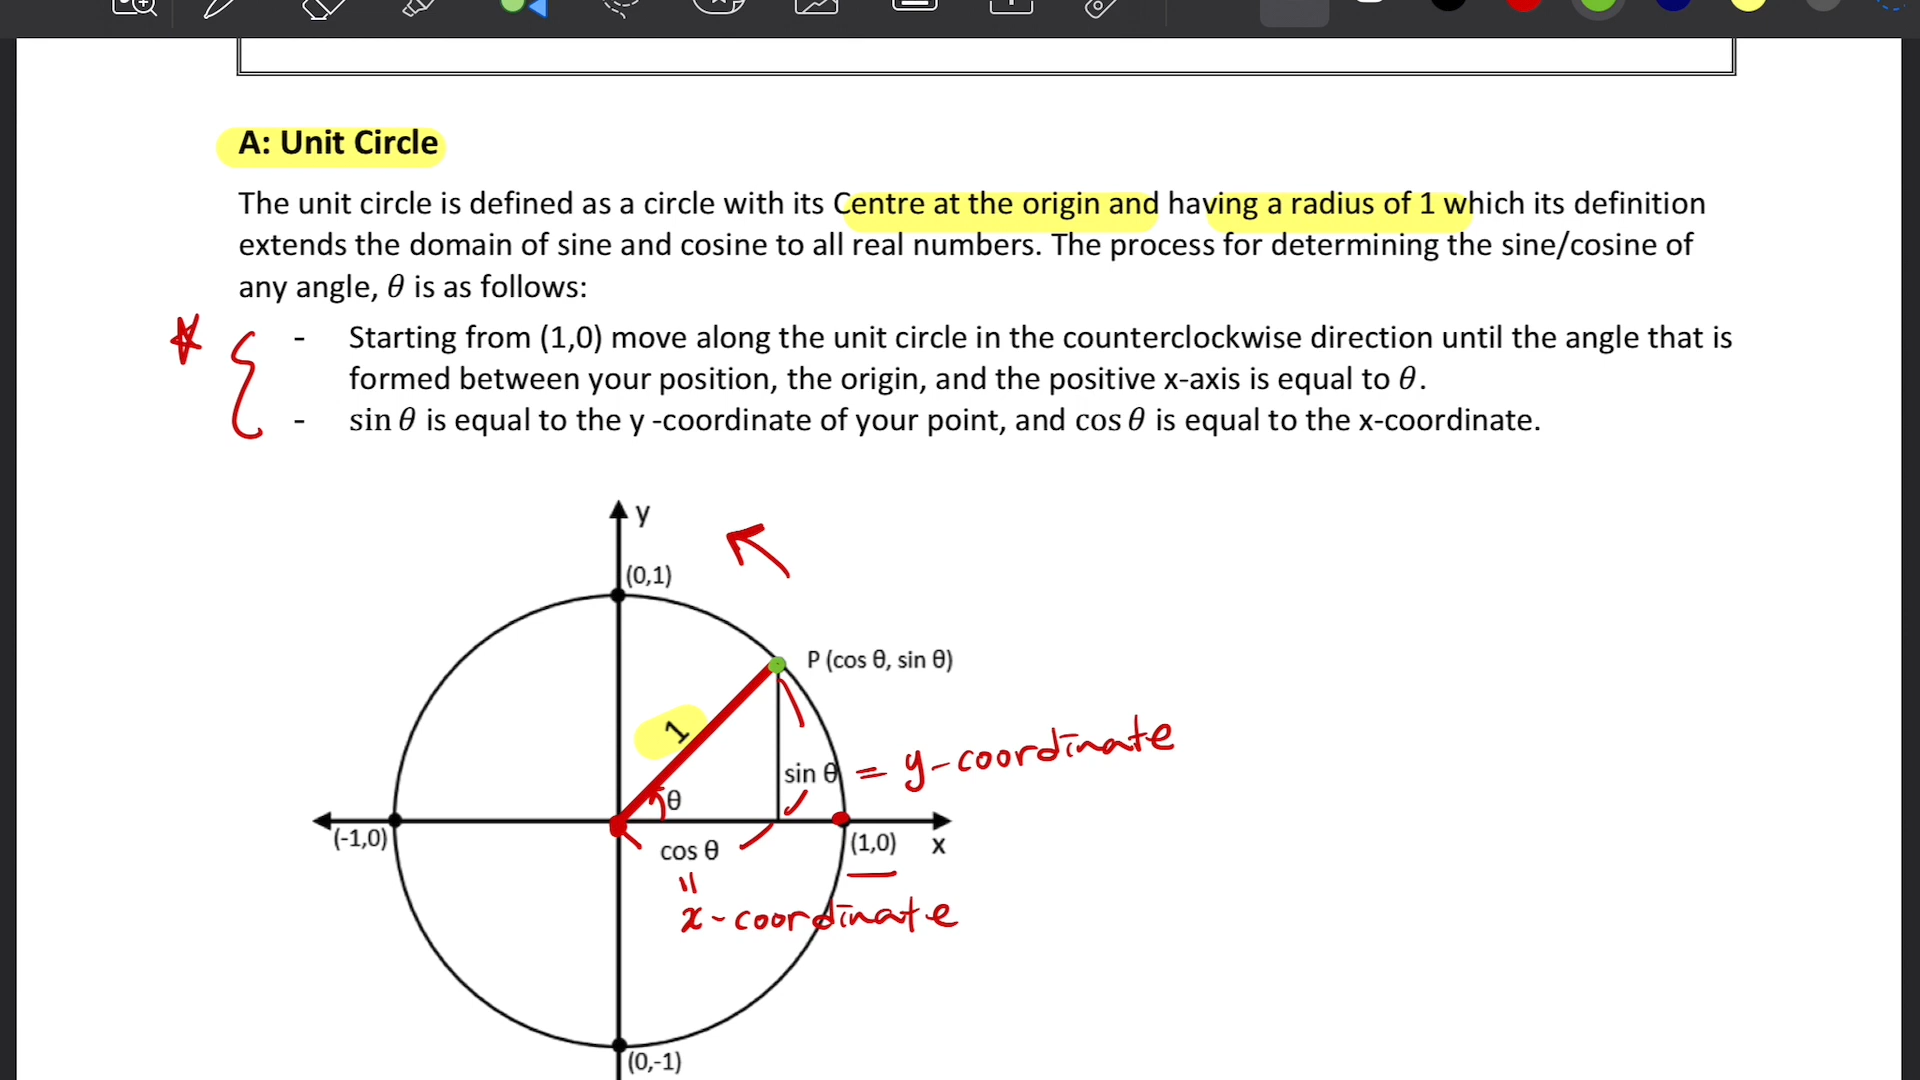 A: Unit Circle
The unit circle is defined as a circle with its Centre at the origin and having a radius of 1 which its definition
extends the domain of sine and cosine to all real numbers. The process for determining the sine/cosine of
any angle, θ is as follows:
- Starting from (1,0) move along the unit circle in the counterclockwise direction until the angle that is
formed between your position, the origin, and the positive x-axis is equal to θ.
- sin θ is equal to the y -coordinate of your point, and cos θ is equal to the x-coordinate.
y
(0,1)
P (cos θ, sin θ)
1
sin θ = y-coordinate
θ
(-1,0)
cos θ
(1,0)
x
=
x-coordinate
(0,-1)